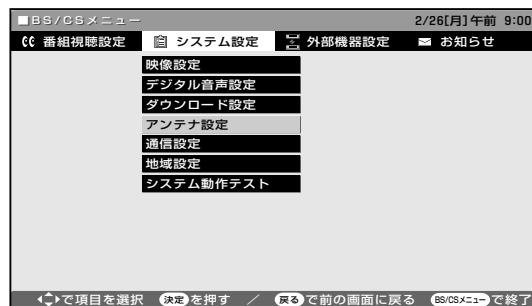 ■BS/CSメニュー 2/26[月]午前 9:00
番組視聴設定 システム設定 外部機器設定 お知らせ
映像設定
デジタル音声設定
ダウンロード設定
アンテナ設定
通信設定
地域設定
システム動作テスト
で項目を選択 決定を押す ／ 戻るで前の画面に戻る BS/CSメニューで終了